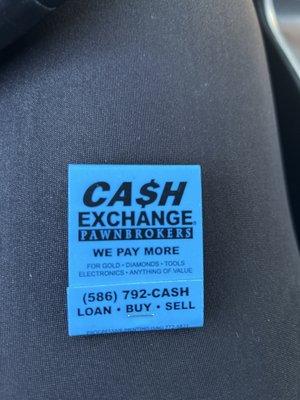 CA$H
EXCHANGE
PAWNBROKERS
WE PAY MORE
FOR GOLD • DIAMONDS • TOOLS
ELECTRONICS • ANYTHING OF VALUE
(586) 792-CASH
LOAN • BUY • SELL